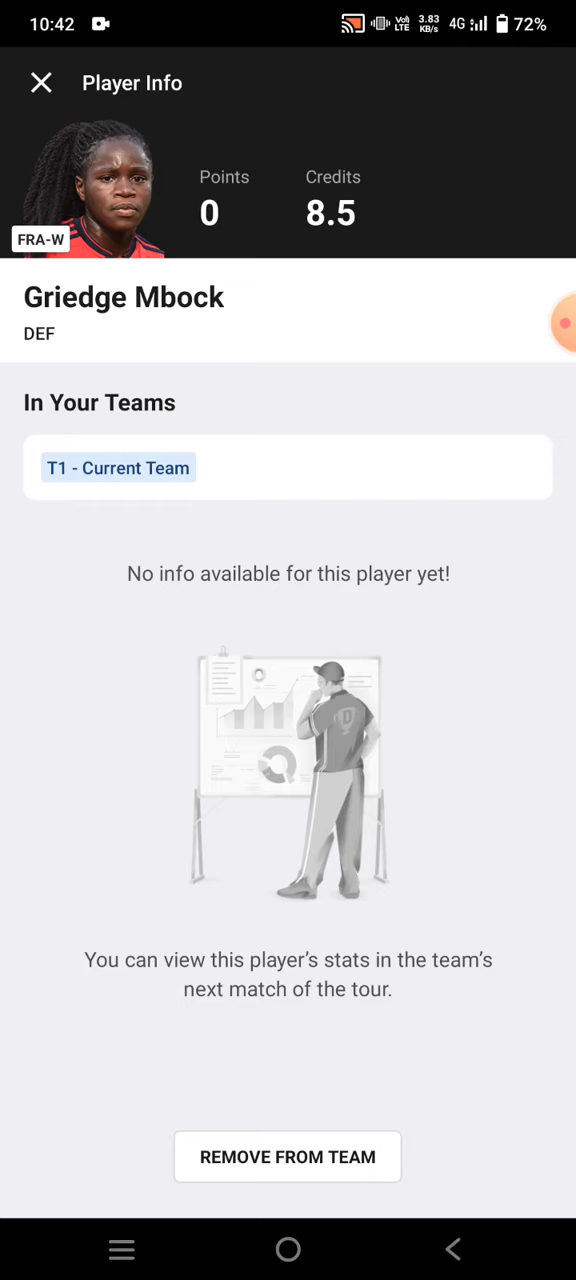 10:42
Vo) LTE 3.83 KB/s 4G 72%
Player Info
Points Credits
0 8.5
FRA-W
Griedge Mbock
DEF
In Your Teams
T1 - Current Team
No info available for this player yet!
D
You can view this player's stats in the team's
next match of the tour.
REMOVE FROM TEAM